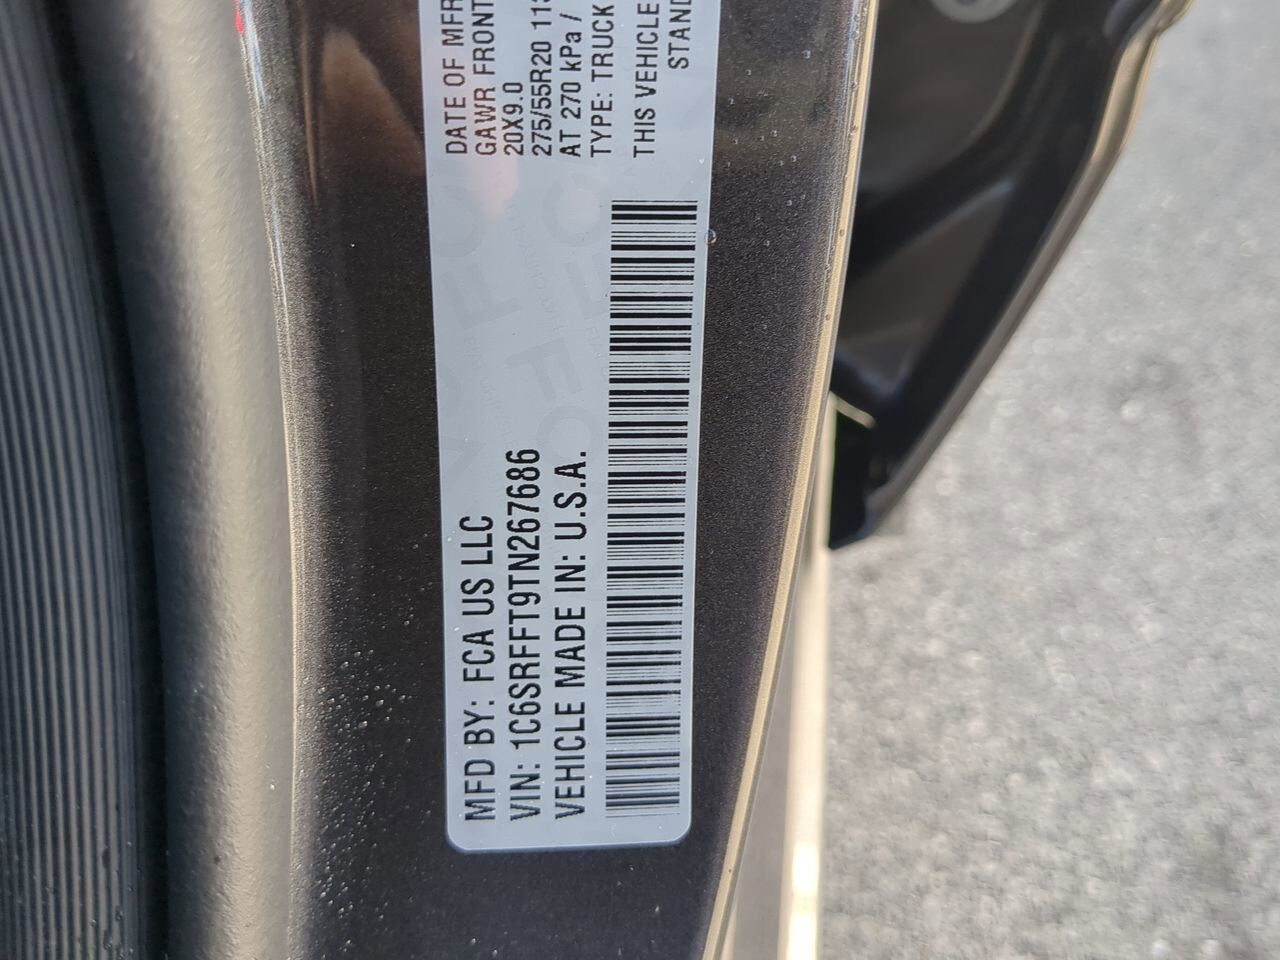 MFD BY: FCA US LLC
VIN: 1C6SRFFT9TN267686
VEHICLE MADE IN: U.S.A.
DATE OF MFR
GAWR FRONT
20X9.0
275/55R20
AT 270 kPa /
TYPE: TRUCK
THIS VEHICLE
STAND